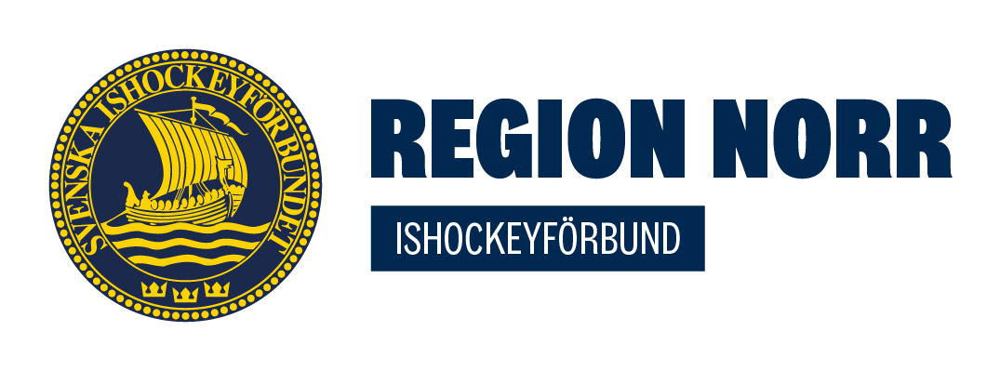 SVENSKA ISHOCKEYFÖRBUNDET
REGION NORR
ISHOCKEYFÖRBUND